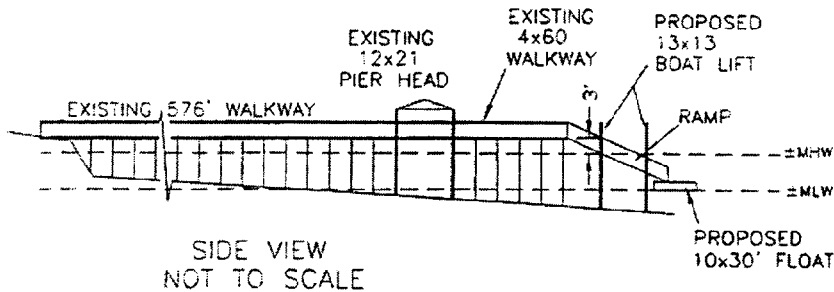 EXISTING
12x21
PIER HEAD
EXISTING
4x60
WALKWAY
PROPOSED
13x13
BOAT LIFT
EXISTING 576' WALKWAY
3'
RAMP
±MHW
±MLW
PROPOSED
10x30' FLOAT
SIDE VIEW
NOT TO SCALE